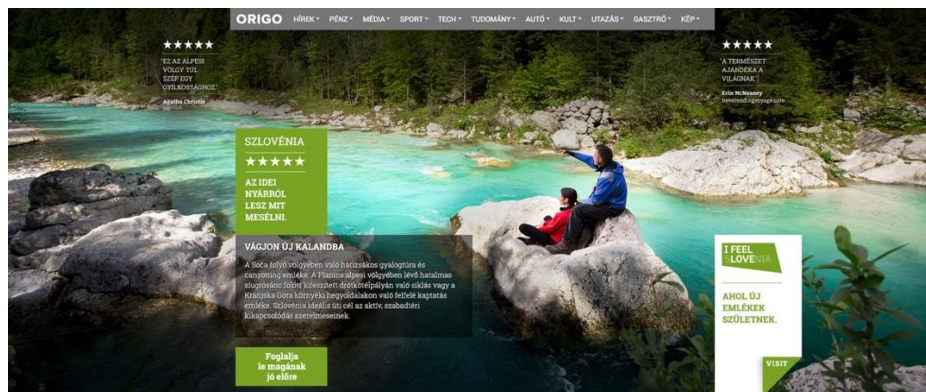 ORIGO HÍREK PÉNZ MÉDIA SPORT TECH TUDOMÁNY AUTÓ KULT UTAZÁS GASZTRÓ KÉP
"EZ AZ ALPESI
VÖLGY TÚL
SZÉP EGY
GYILKOSSÁGHOZ."
Agatha Christie
"A TERMÉSZET
AJÁNDÉKA A
VILÁGNAK."
Erin McNeaney
neverendingvoyage.com
SZLOVÉNIA
AZ IDEI
NYÁRRÓL
LESZ MIT
MESÉLNI.
VÁGJON ÚJ KALANDBA
A Soča folyó völgyében való hátizsákos gyalogtúra és
canyoning emléke. A Planica alpesi völgyében lévő hatalmas
síugrósánc fölött kifeszített drótkötélpályán való siklás vagy a
Kranjska Gora környéki hegyoldalakon való felfelé kaptatás
emléke. Szlovénia ideális úti cél az aktív, szabadtéri
kikapcsolódás szerelmeseinek.
Foglalja
le magának
jó előre
I FEEL
SLOVENIA
AHOL ÚJ
EMLÉKEK
SZÜLETNEK.
VISIT